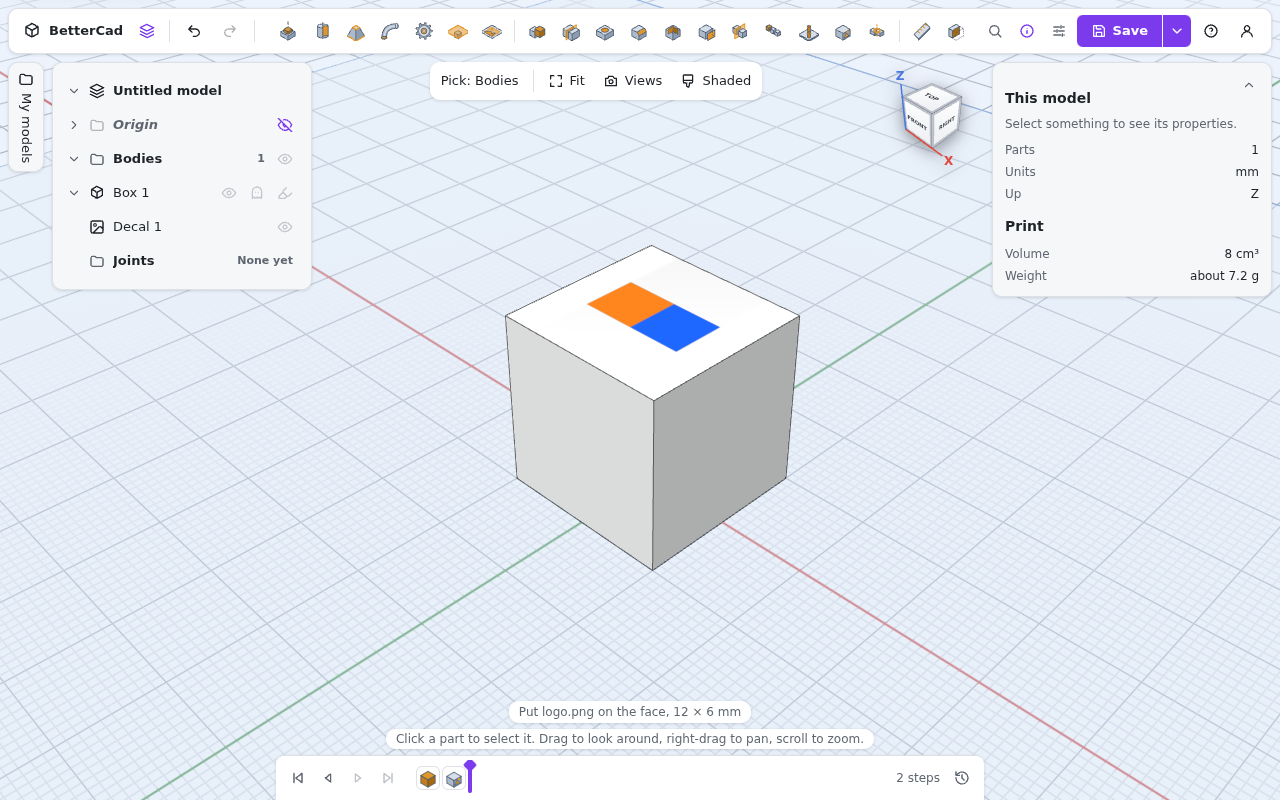 BetterCad
Save
My models
Untitled model
Origin
Bodies
1
Box 1
Decal 1
Joints
None yet
Pick: Bodies
Fit
Views
Shaded
Z
TOP
FRONT
RIGHT
X
This model
Select something to see its properties.
Parts
1
Units
mm
Up
Z
Print
Volume
8 cm³
Weight
about 7.2 g
Put logo.png on the face, 12 × 6 mm
Click a part to select it. Drag to look around, right-drag to pan, scroll to zoom.
2 steps